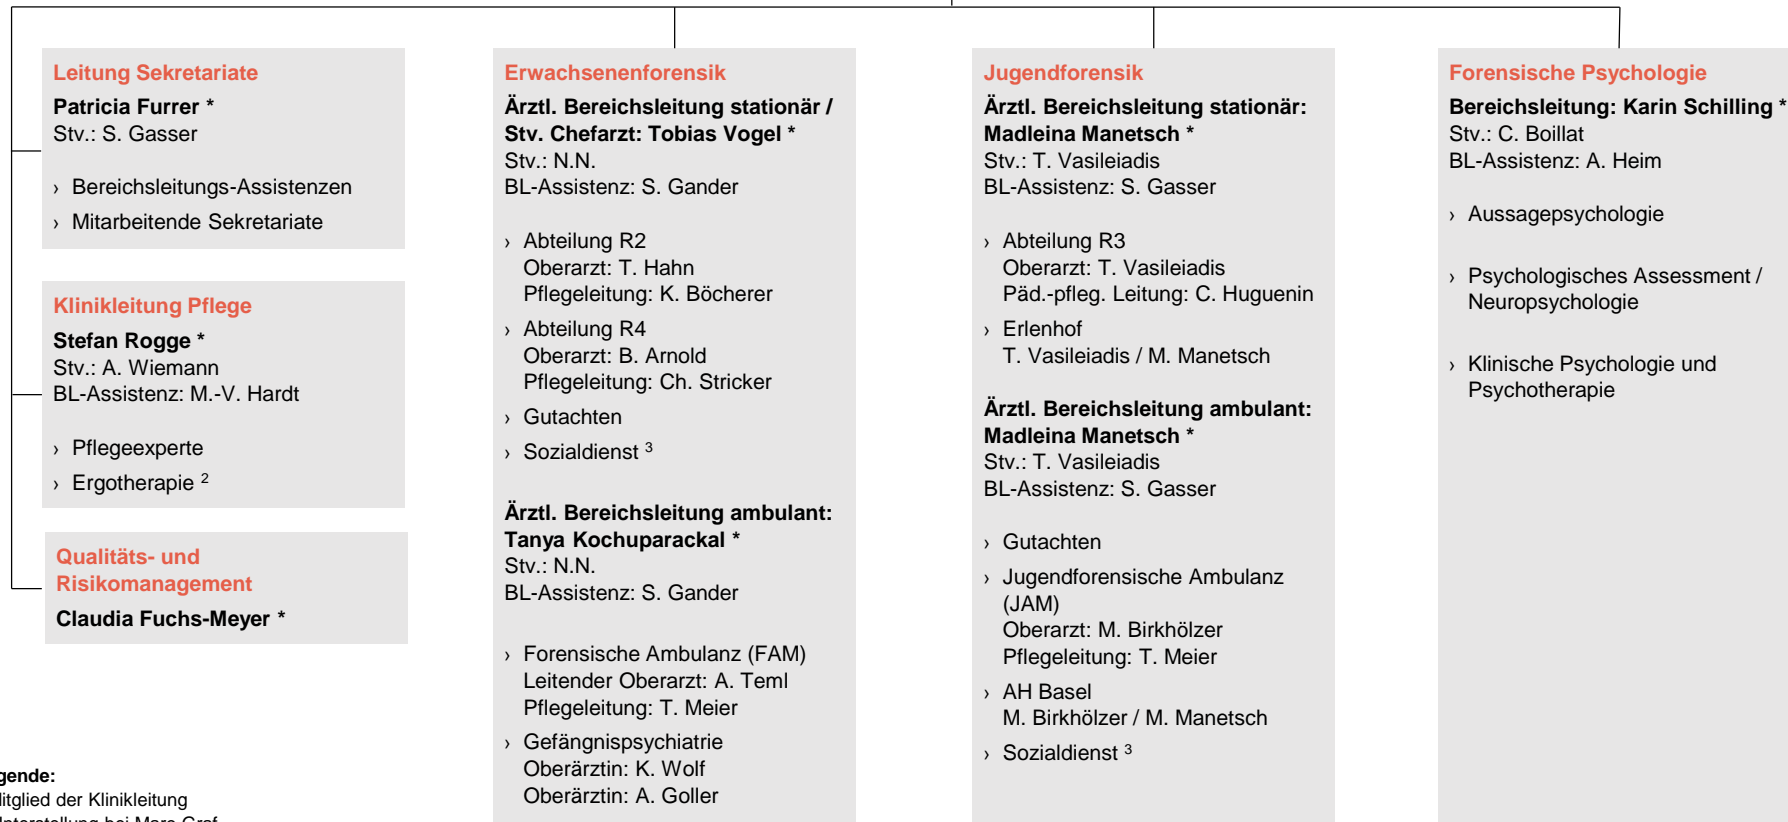 Leitung Sekretariate
Patricia Furrer *
Stv.: S. Gasser
› Bereichsleitungs-Assistenzen
› Mitarbeitende Sekretariate
Klinikleitung Pflege
Stefan Rogge *
Stv.: A. Wiemann
BL-Assistenz: M.-V. Hardt
› Pflegeexperte
› Ergotherapie ²
Qualitäts- und
Risikomanagement
Claudia Fuchs-Meyer *
Erwachsenenforensik
Ärztl. Bereichsleitung stationär /
Stv. Chefarzt: Tobias Vogel *
Stv.: N.N.
BL-Assistenz: S. Gander
› Abteilung R2
Oberarzt: T. Hahn
Pflegeleitung: K. Böcherer
› Abteilung R4
Oberarzt: B. Arnold
Pflegeleitung: Ch. Stricker
› Gutachten
› Sozialdienst ³
Ärztl. Bereichsleitung ambulant:
Tanya Kochuparackal *
Stv.: N.N.
BL-Assistenz: S. Gander
› Forensische Ambulanz (FAM)
Leitender Oberarzt: A. Teml
Pflegeleitung: T. Meier
› Gefängnispsychiatrie
Oberärztin: K. Wolf
Oberärztin: A. Goller
Jugendforensik
Ärztl. Bereichsleitung stationär:
Madleina Manetsch *
Stv.: T. Vasileiadis
BL-Assistenz: S. Gasser
› Abteilung R3
Oberarzt: T. Vasileiadis
Päd.-pfleg. Leitung: C. Huguenin
› Erlenhof
T. Vasileiadis / M. Manetsch
Ärztl. Bereichsleitung ambulant:
Madleina Manetsch *
Stv.: T. Vasileiadis
BL-Assistenz: S. Gasser
› Gutachten
› Jugendforensische Ambulanz
(JAM)
Oberarzt: M. Birkhölzer
Pflegeleitung: T. Meier
› AH Basel
M. Birkhölzer / M. Manetsch
› Sozialdienst ³
Forensische Psychologie
Bereichsleitung: Karin Schilling *
Stv.: C. Boillat
BL-Assistenz: A. Heim
› Aussagepsychologie
› Psychologisches Assessment /
Neuropsychologie
› Klinische Psychologie und
Psychotherapie
gende:
itglied der Klinikleitung